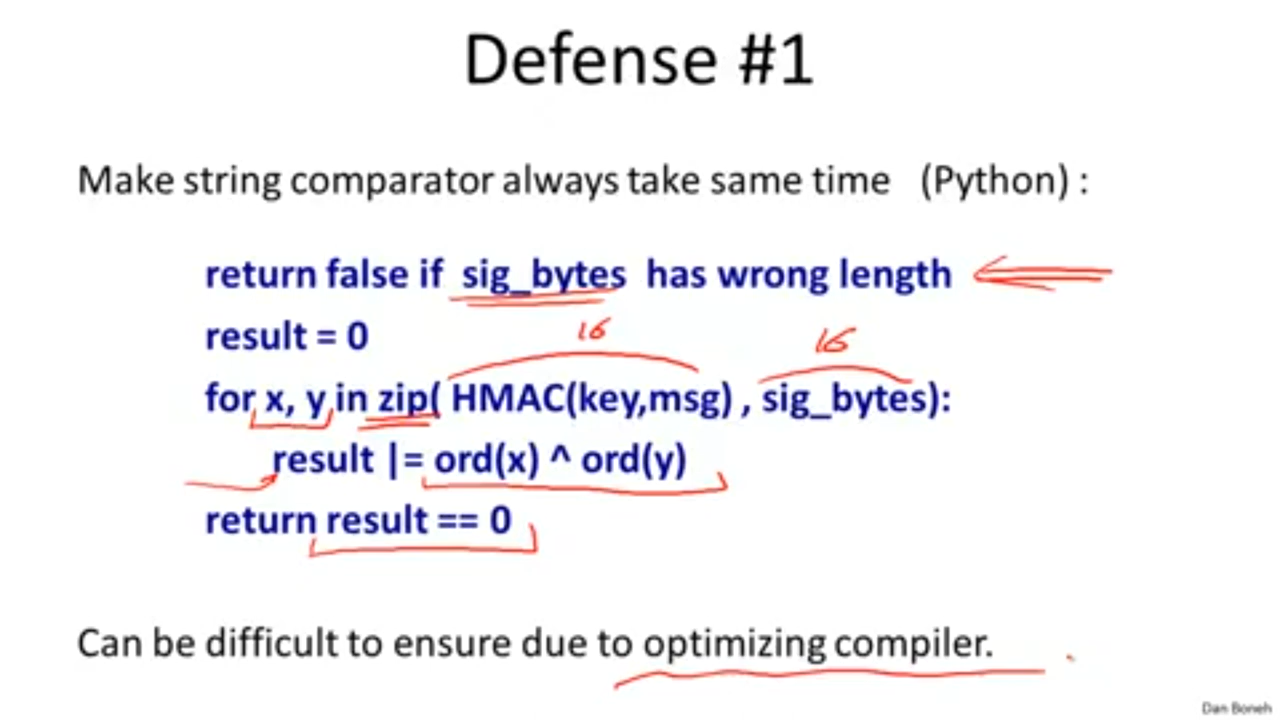 Defense #1
Make string comparator always take same time (Python) :
return false if sig_bytes has wrong length
result = 0
16 16
for x, y in zip( HMAC(key,msg) , sig_bytes):
result |= ord(x) ^ ord(y)
return result == 0
Can be difficult to ensure due to optimizing compiler.
Dan Boneh